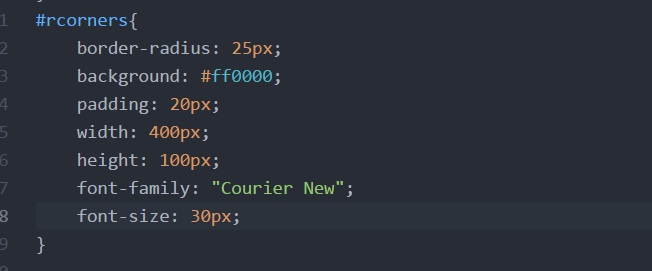 1 #rcorners{
2 border-radius: 25px;
3 background: #ff0000;
4 padding: 20px;
5 width: 400px;
6 height: 100px;
7 font-family: "Courier New";
8 font-size: 30px;
9 }